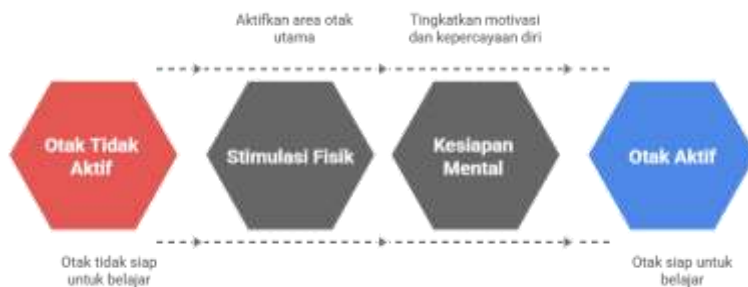 Aktifkan area otak
utama
Tingkatkan motivasi
dan kepercayaan diri
Otak Tidak
Aktif
Stimulasi Fisik
Kesiapan
Mental
Otak Aktif
Otak tidak siap
untuk belajar
Otak siap untuk
belajar